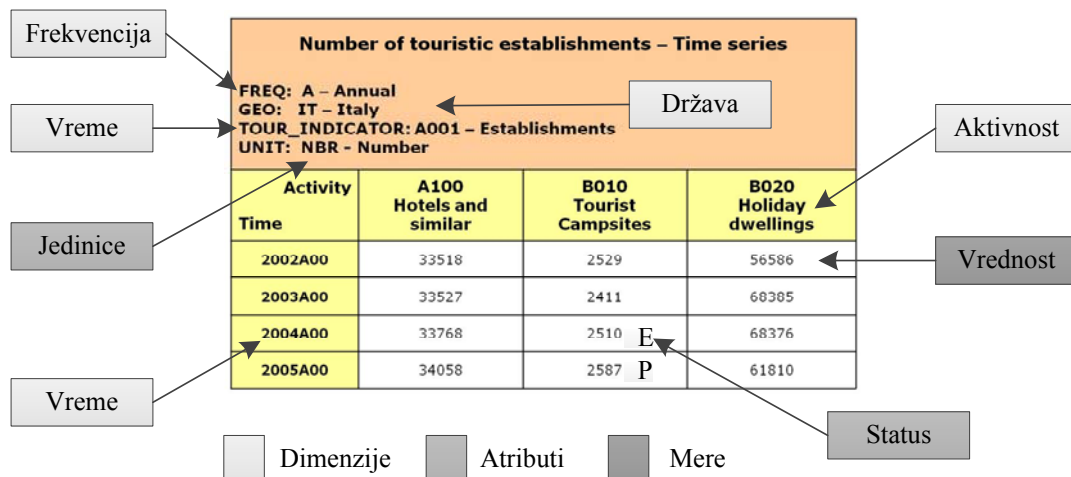 Number of touristic establishments – Time series
Frekvencija
FREQ: A – Annual
GEO: IT – Italy
TOUR_INDICATOR: A001 – Establishments
UNIT: NBR - Number
Država
Vreme
Aktivnost
Activity
Time
A100
Hotels and
similar
B010
Tourist
Campsites
B020
Holiday
dwellings
Jedinice
Vrednost
2002A00 33518 2529 56586
2003A00 33527 2411 68385
2004A00 33768 2510 E 68376
2005A00 34058 2587 P 61810
Vreme
Status
Dimenzije Atributi Mere